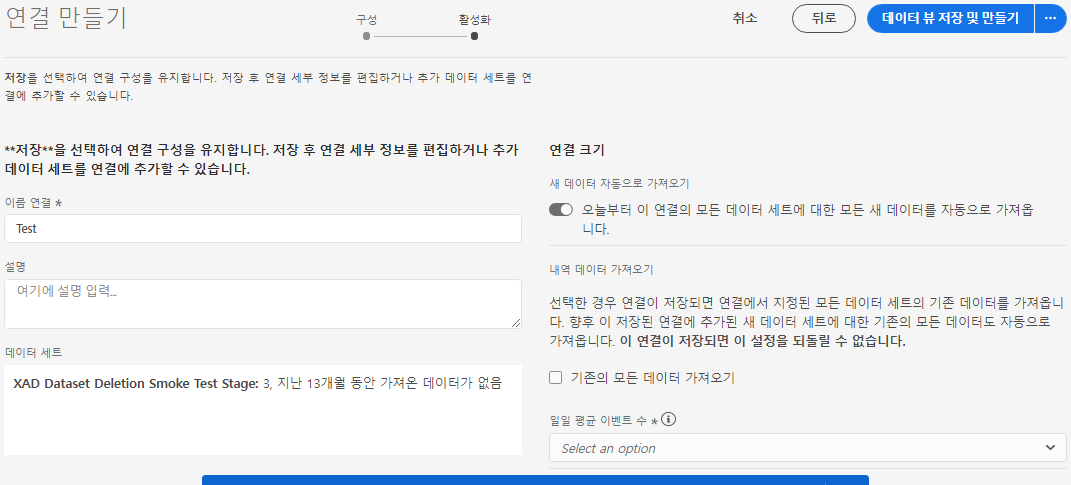 연결 만들기
구성
활성화
취소
뒤로
데이터 뷰 저장 및 만들기
저장을 선택하여 연결 구성을 유지합니다. 저장 후 연결 세부 정보를 편집하거나 추가 데이터 세트를 연
결에 추가할 수 있습니다.
**저장**을 선택하여 연결 구성을 유지합니다. 저장 후 연결 세부 정보를 편집하거나 추가
데이터 세트를 연결에 추가할 수 있습니다.
이름 연결 *
Test
설명
여기에 설명 입력...
데이터 세트
XAD Dataset Deletion Smoke Test Stage: 3, 지난 13개월 동안 가져온 데이터가 없음
연결 크기
새 데이터 자동으로 가져오기
오늘부터 이 연결의 모든 데이터 세트에 대한 모든 새 데이터를 자동으로 가져옵
니다.
내역 데이터 가져오기
선택한 경우 연결이 저장되면 연결에서 지정된 모든 데이터 세트의 기존 데이터를 가져옵니
다. 향후 이 저장된 연결에 추가된 새 데이터 세트에 대한 기존의 모든 데이터도 자동으로
가져옵니다. 이 연결이 저장되면 이 설정을 되돌릴 수 없습니다.
기존의 모든 데이터 가져오기
일일 평균 이벤트 수 *
Select an option